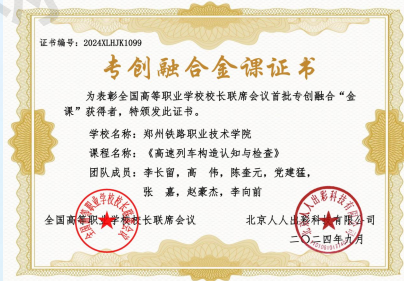 证书编号：2024XLHJK1099
专创融合金课证书
为表彰全国高等职业学校校长联席会议首批专创融合“金
课”获得者，特颁发此证书。
学校名称：郑州铁路职业技术学院
课程名称：《高速列车构造认知与检查》
团队成员：李长留，高　伟，陈奎元，党建猛，
张　嘉，赵豪杰，李向前
全国高等职业学校校长联席会议　北京人人出彩科技有限公司
二〇二四年九月